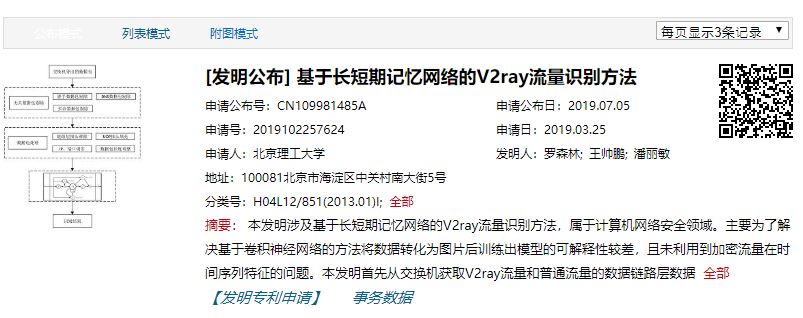 公布模式 列表模式 附图模式 每页显示3条记录
[发明公布] 基于长短期记忆网络的V2ray流量识别方法
申请公布号：CN109981485A 申请公布日：2019.07.05
申请号：2019102257624 申请日：2019.03.25
申请人：北京理工大学 发明人：罗森林; 王帅鹏; 潘丽敏
地址：100081北京市海淀区中关村南大街5号
分类号：H04L12/851(2013.01)I; 全部
摘要： 本发明涉及基于长短期记忆网络的V2ray流量识别方法，属于计算机网络安全领域。主要为了解
决基于卷积神经网络的方法将数据转化为图片后训练出模型的可解释性较差，且未利用到加密流量在时
间序列特征的问题。本发明首先从交换机获取V2ray流量和普通流量的数据链路层数据 全部
【发明专利申请】 事务数据